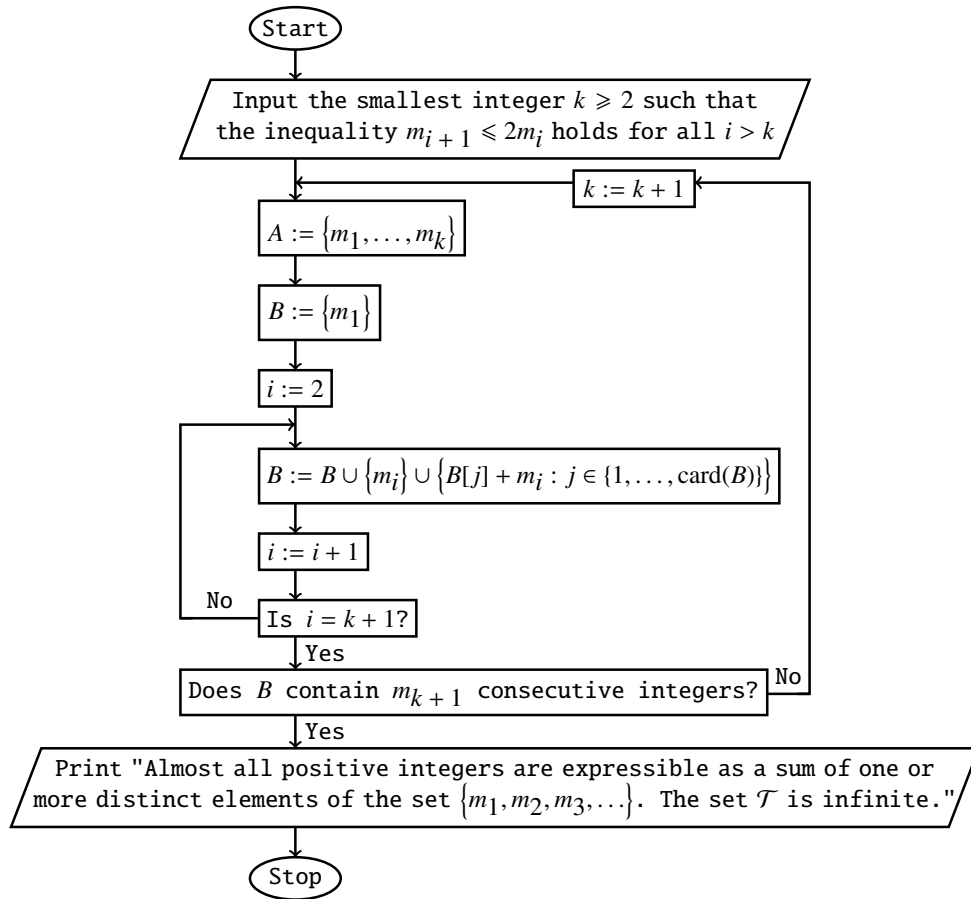 Start
Input the smallest integer k ⩾ 2 such that
the inequality m_{i+1} ⩽ 2m_i holds for all i > k
k := k + 1
A := {m_1, . . . , m_k}
B := {m_1}
i := 2
B := B ∪ {m_i} ∪ {B[j] + m_i : j ∈ {1, . . . , card(B)}}
i := i + 1
No
Is i = k + 1?
Yes
Does B contain m_{k+1} consecutive integers?
No
Yes
Print "Almost all positive integers are expressible as a sum of one or
more distinct elements of the set {m_1, m_2, m_3, . . .}. The set 𝒯 is infinite."
Stop